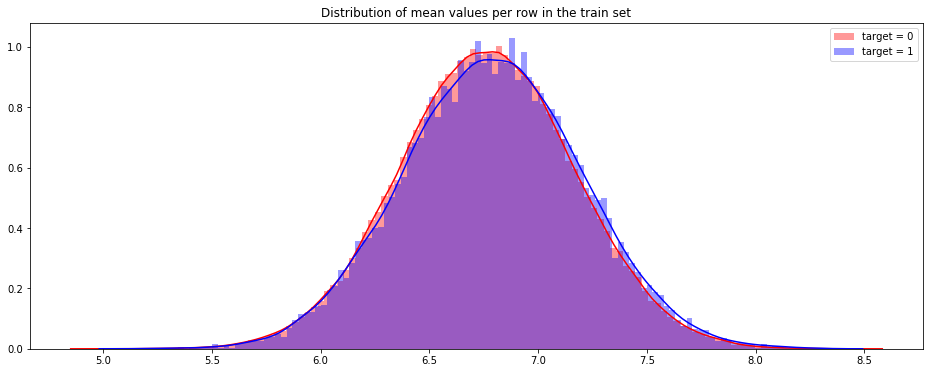 Distribution of mean values per row in the train set
target = 0
target = 1
1.0
0.8
0.6
0.4
0.2
0.0
5.0 5.5 6.0 6.5 7.0 7.5 8.0 8.5